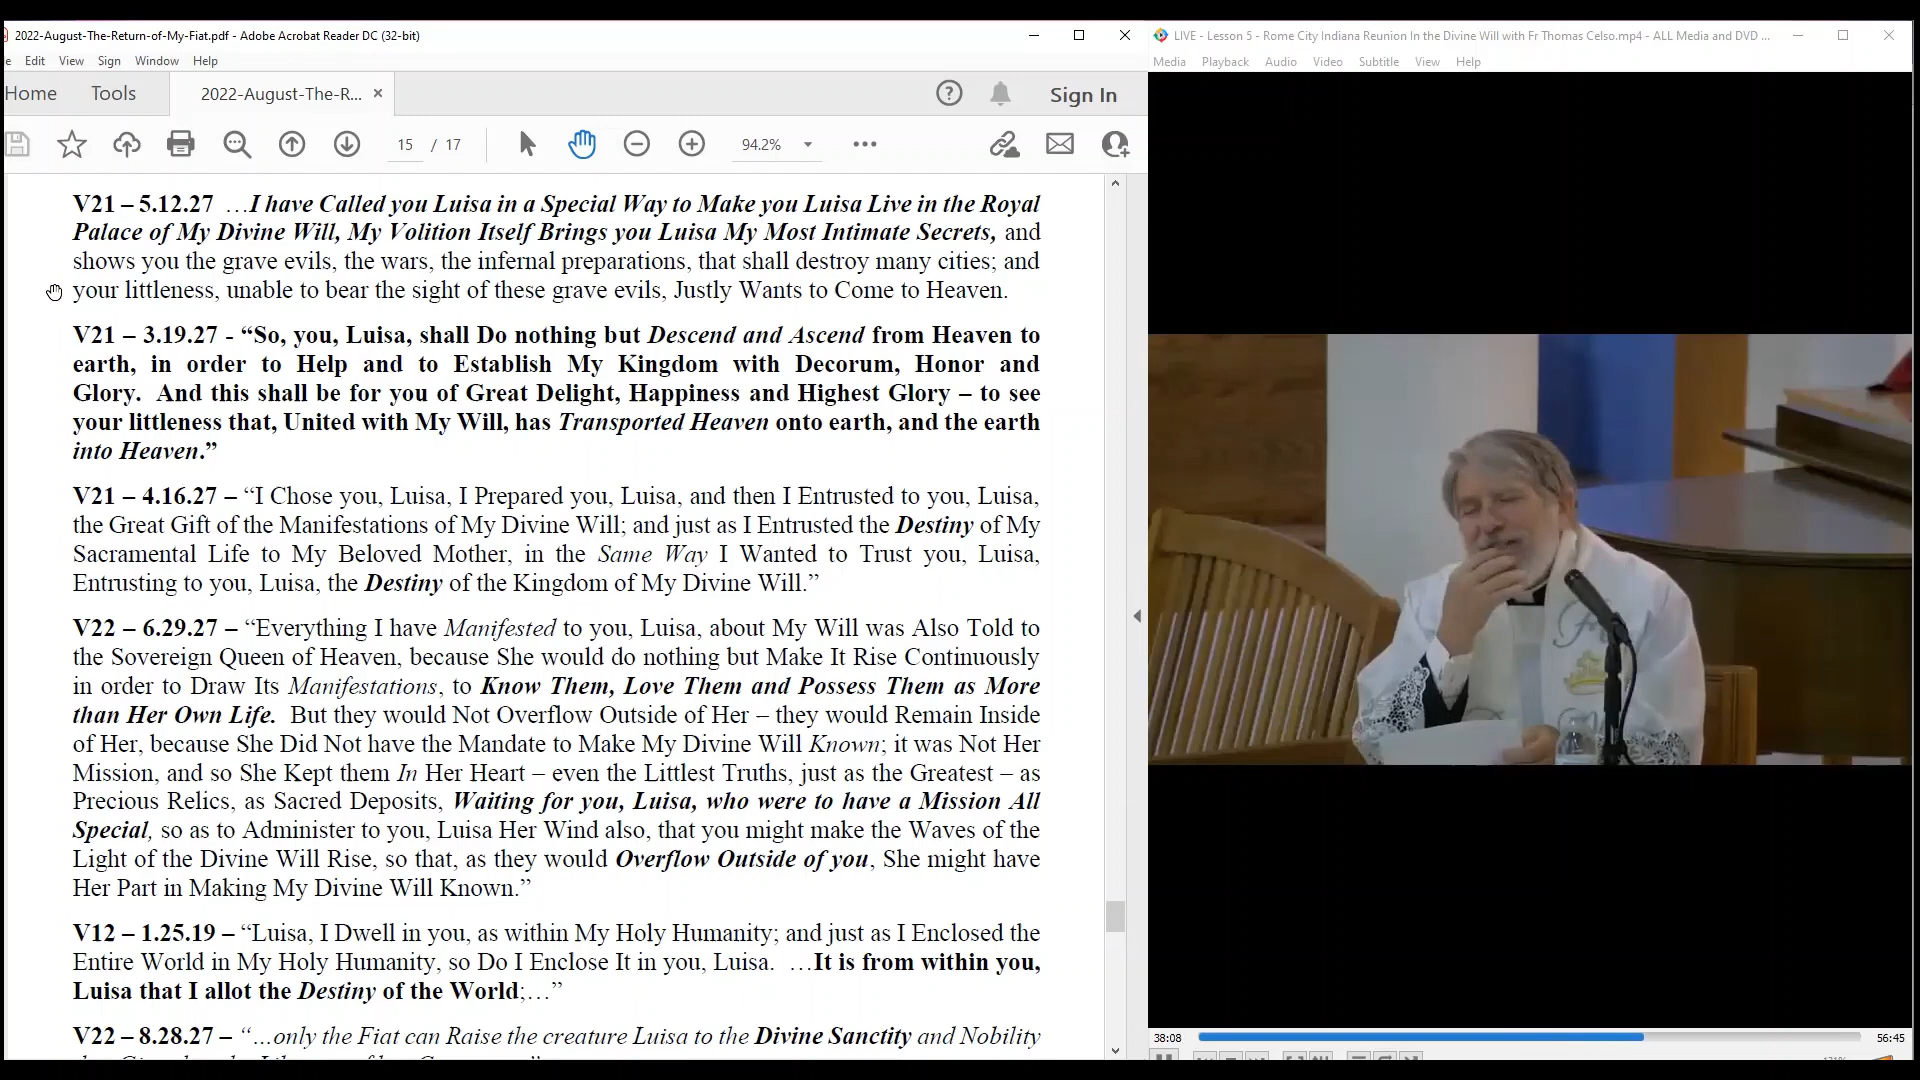 2022-August-The-Return-of-My-Fiat.pdf - Adobe Acrobat Reader DC (32-bit)
Edit View Sign Window Help
Home Tools 2022-August-The-R... Sign In
15 / 17 94.2%
V21 – 5.12.27 …I have Called you Luisa in a Special Way to Make you Luisa Live in the Royal
Palace of My Divine Will, My Volition Itself Brings you Luisa My Most Intimate Secrets, and
shows you the grave evils, the wars, the infernal preparations, that shall destroy many cities; and
your littleness, unable to bear the sight of these grave evils, Justly Wants to Come to Heaven.
V21 – 3.19.27 - “So, you, Luisa, shall Do nothing but Descend and Ascend from Heaven to
earth, in order to Help and to Establish My Kingdom with Decorum, Honor and
Glory. And this shall be for you of Great Delight, Happiness and Highest Glory – to see
your littleness that, United with My Will, has Transported Heaven onto earth, and the earth
into Heaven.”
V21 – 4.16.27 – “I Chose you, Luisa, I Prepared you, Luisa, and then I Entrusted to you, Luisa,
the Great Gift of the Manifestations of My Divine Will; and just as I Entrusted the Destiny of My
Sacramental Life to My Beloved Mother, in the Same Way I Wanted to Trust you, Luisa,
Entrusting to you, Luisa, the Destiny of the Kingdom of My Divine Will.”
V22 – 6.29.27 – “Everything I have Manifested to you, Luisa, about My Will was Also Told to
the Sovereign Queen of Heaven, because She would do nothing but Make It Rise Continuously
in order to Draw Its Manifestations, to Know Them, Love Them and Possess Them as More
than Her Own Life. But they would Not Overflow Outside of Her – they would Remain Inside
of Her, because She Did Not have the Mandate to Make My Divine Will Known; it was Not Her
Mission, and so She Kept them In Her Heart – even the Littlest Truths, just as the Greatest – as
Precious Relics, as Sacred Deposits, Waiting for you, Luisa, who were to have a Mission All
Special, so as to Administer to you, Luisa Her Wind also, that you might make the Waves of the
Light of the Divine Will Rise, so that, as they would Overflow Outside of you, She might have
Her Part in Making My Divine Will Known.”
V12 – 1.25.19 – “Luisa, I Dwell in you, as within My Holy Humanity; and just as I Enclosed the
Entire World in My Holy Humanity, so Do I Enclose It in you, Luisa. …It is from within you,
Luisa that I allot the Destiny of the World;…”
V22 – 8.28.27 – “…only the Fiat can Raise the creature Luisa to the Divine Sanctity and Nobility
LIVE - Lesson 5 - Rome City Indiana Reunion In the Divine Will with Fr Thomas Celso.mp4 - ALL Media and DVD ...
Media Playback Audio Video Subtitle View Help
38:08 56:45